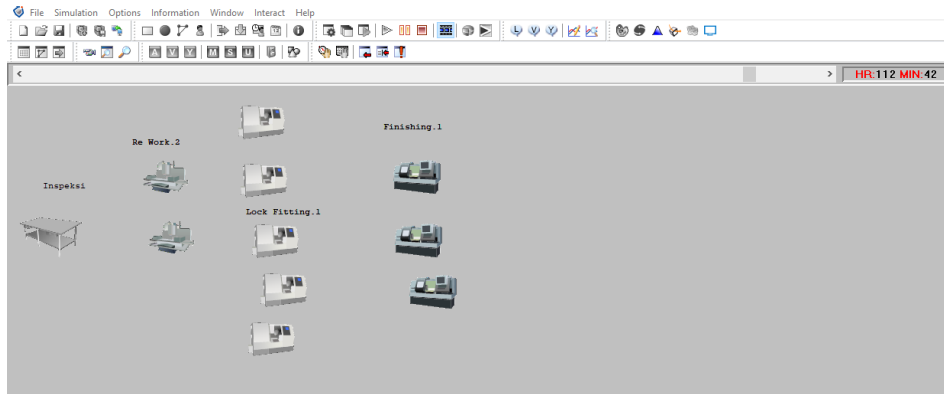 File Simulation Options Information Window Interact Help
A V V M S U
L V V
HR:112 MIN:42
Finishing.1
Re Work.2
Inspeksi
Lock Fitting.1